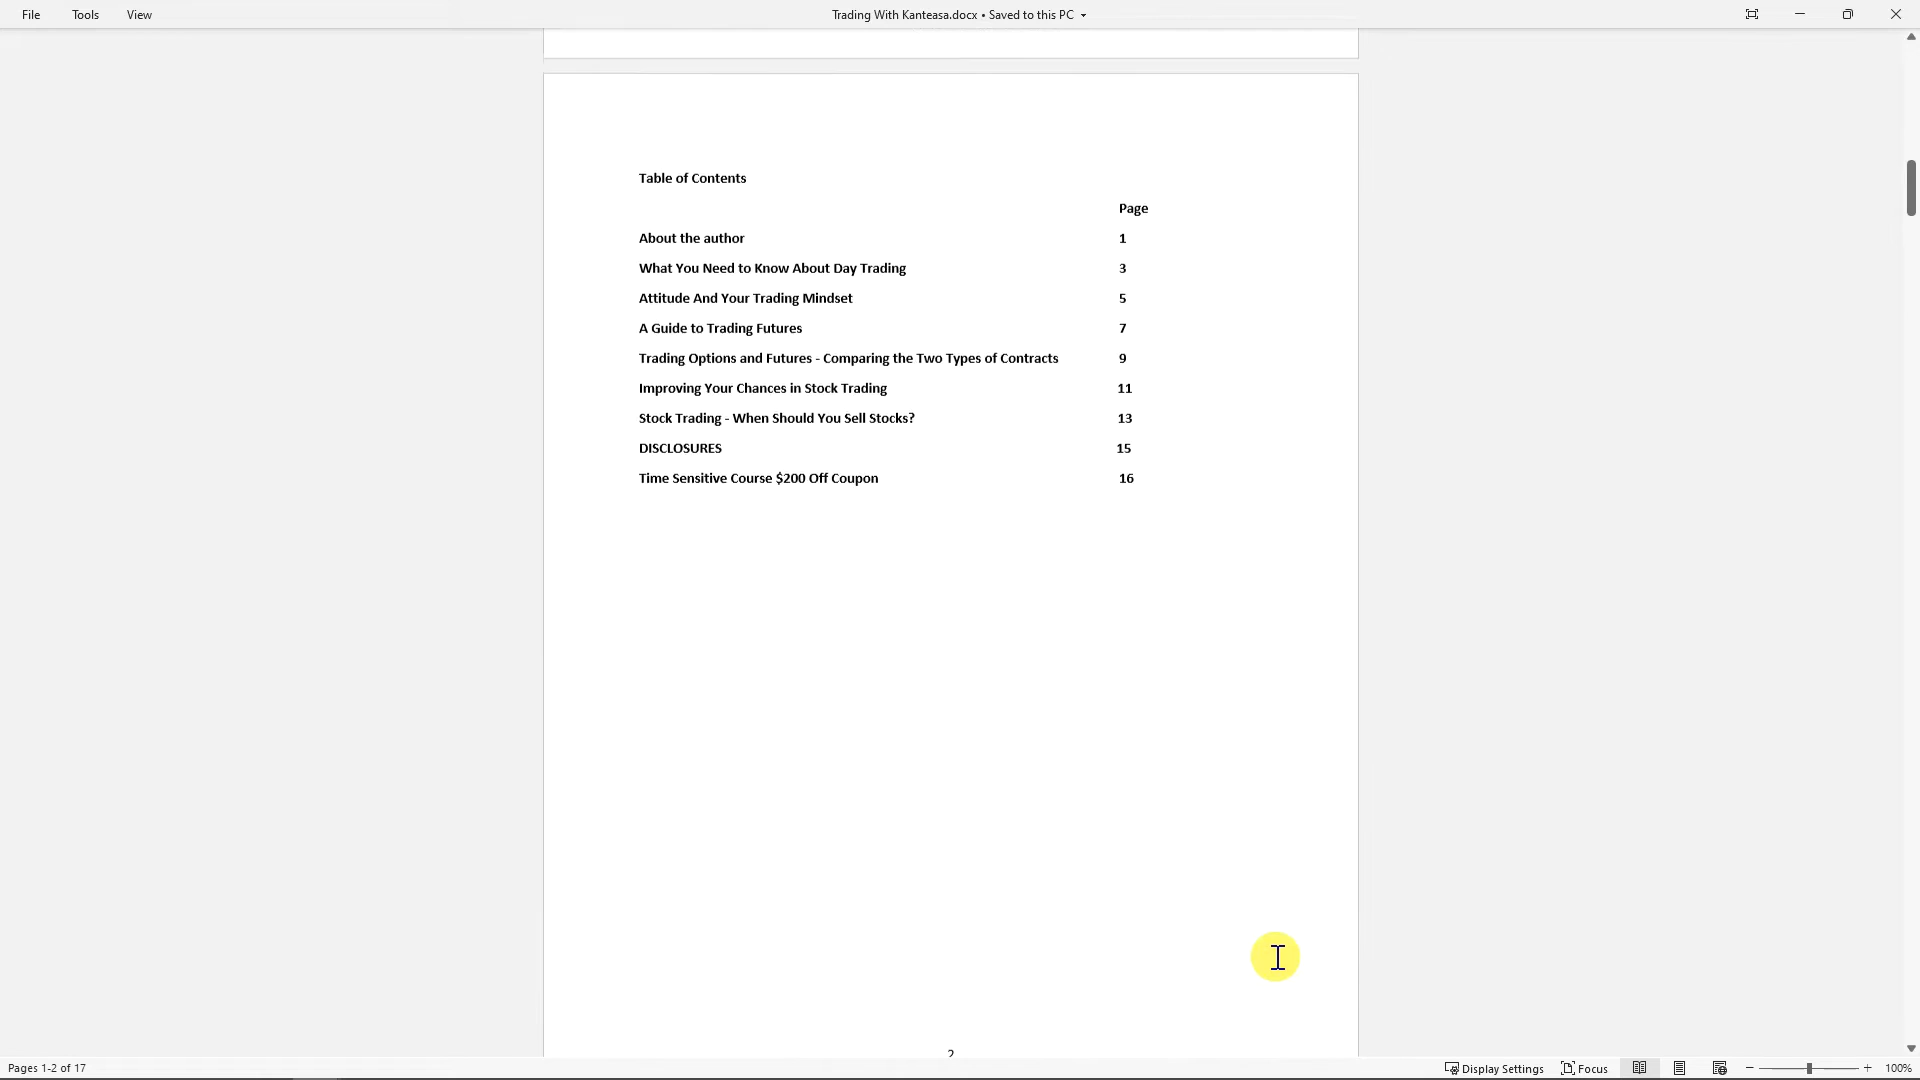 File Tools View Trading With Kanteasa.docx • Saved to this PC
Table of Contents
Page
About the author 1
What You Need to Know About Day Trading 3
Attitude And Your Trading Mindset 5
A Guide to Trading Futures 7
Trading Options and Futures - Comparing the Two Types of Contracts 9
Improving Your Chances in Stock Trading 11
Stock Trading - When Should You Sell Stocks? 13
DISCLOSURES 15
Time Sensitive Course $200 Off Coupon 16
2
Pages 1-2 of 17 Display Settings Focus 100%